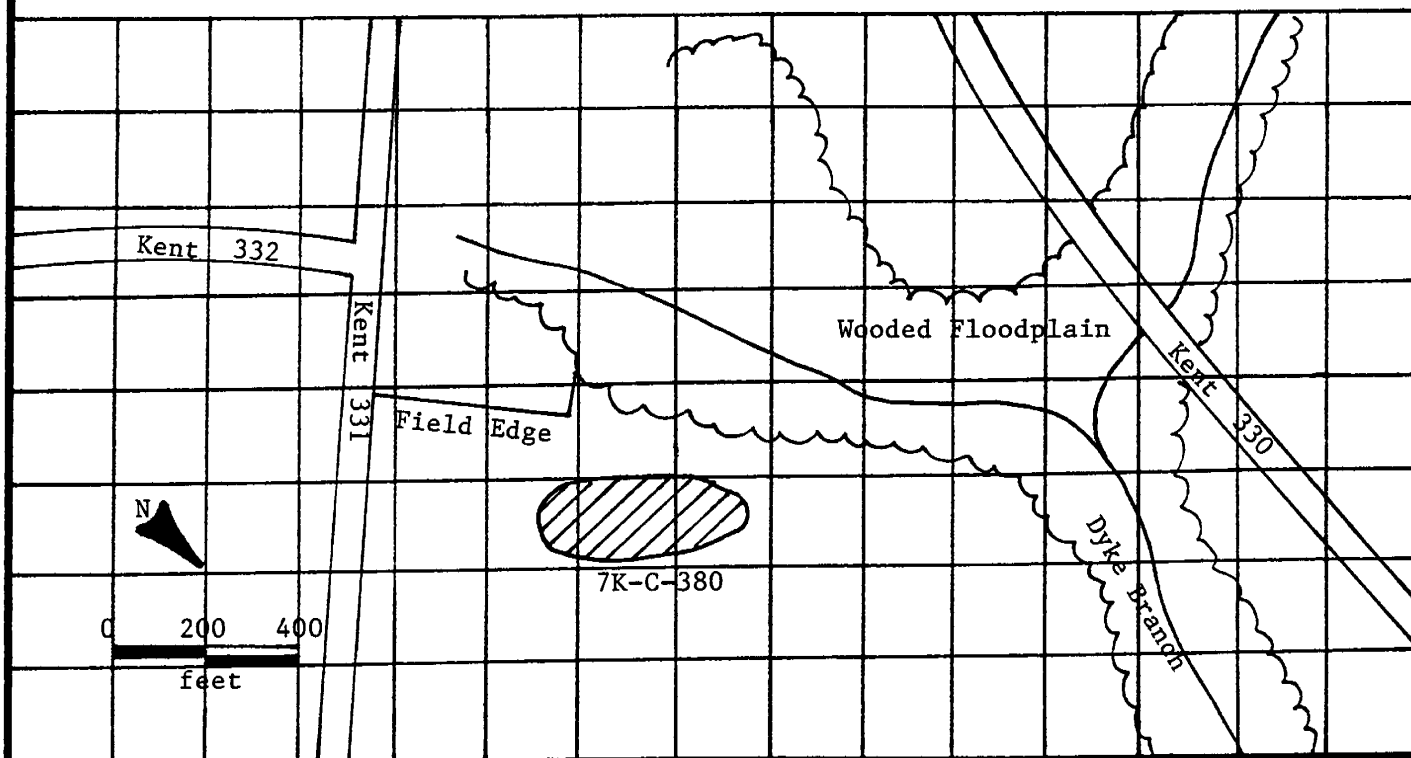 Kent 332
Kent 331
Wooded Floodplain
Kent 330
Field Edge
N
7K-C-380
Dyke Branch
0 200 400
feet